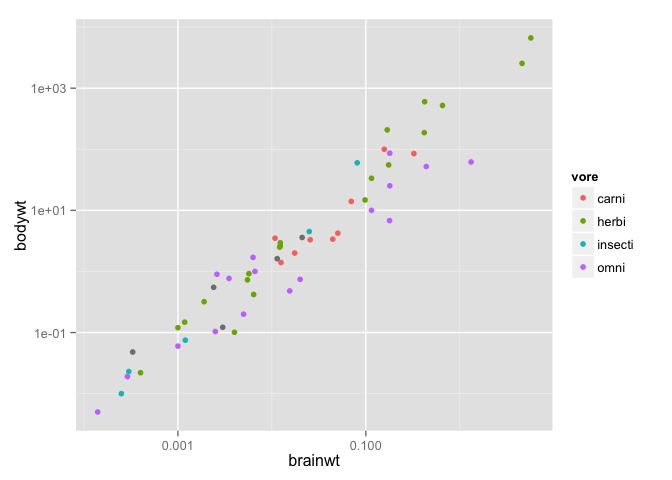 1e+03
1e+01
1e-01
bodywt
0.001
0.100
brainwt
vore
carni
herbi
insecti
omni